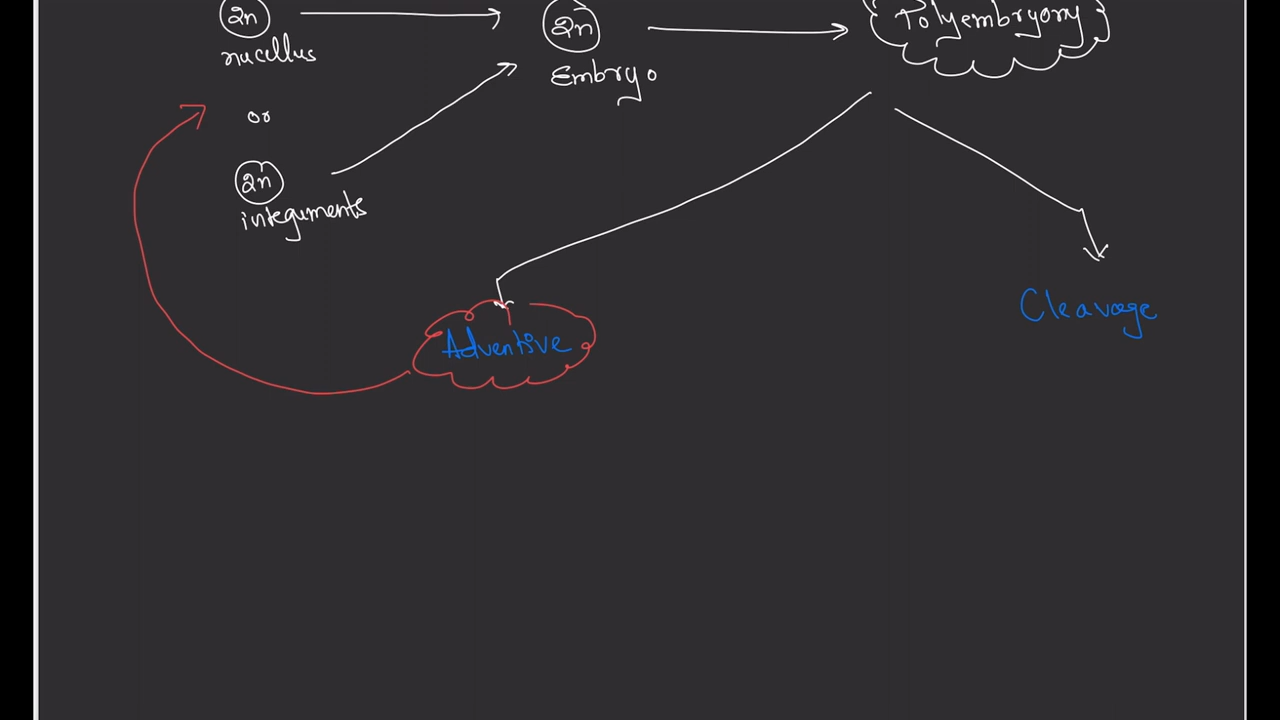 2n
nucellus
2n
Embryo
Polyembryony
or
2n
integuments
Adventive
Cleavage